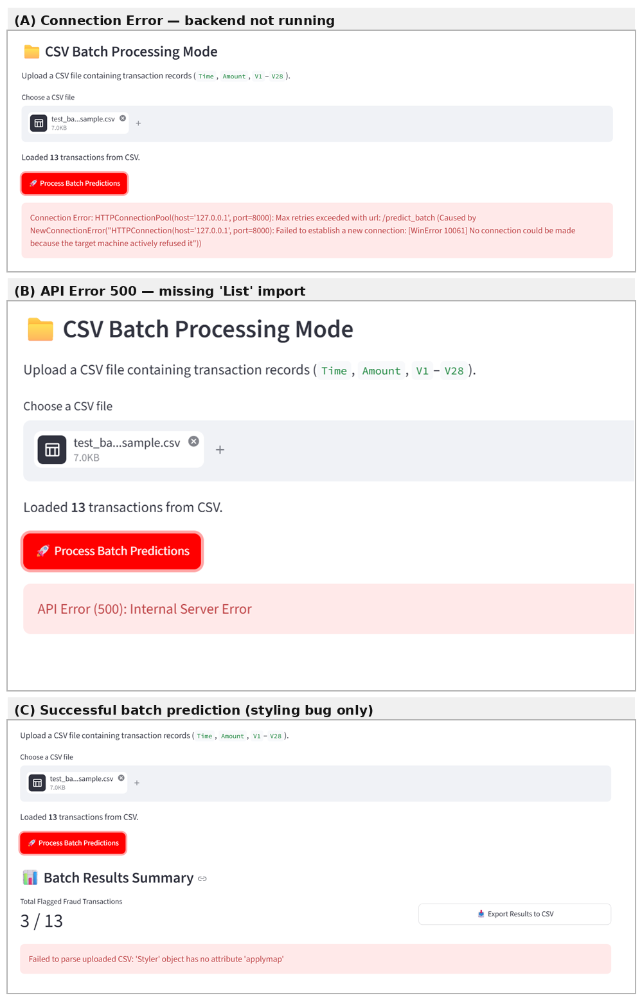 (A) Connection Error — backend not running
📁 CSV Batch Processing Mode
Upload a CSV file containing transaction records ( Time , Amount , V1 – V28 ).
Choose a CSV file
test_ba...sample.csv
7.0KB
+
Loaded 13 transactions from CSV.
🚀 Process Batch Predictions
Connection Error: HTTPConnectionPool(host='127.0.0.1', port=8000): Max retries exceeded with url: /predict_batch (Caused by
NewConnectionError("HTTPConnection(host='127.0.0.1', port=8000): Failed to establish a new connection: [WinError 10061] No connection could be made
because the target machine actively refused it"))
(B) API Error 500 — missing 'List' import
📁 CSV Batch Processing Mode
Upload a CSV file containing transaction records ( Time , Amount , V1 – V28 ).
Choose a CSV file
test_ba...sample.csv
7.0KB
+
Loaded 13 transactions from CSV.
🚀 Process Batch Predictions
API Error (500): Internal Server Error
(C) Successful batch prediction (styling bug only)
Upload a CSV file containing transaction records ( Time , Amount , V1 – V28 ).
Choose a CSV file
test_ba...sample.csv
7.0KB
+
Loaded 13 transactions from CSV.
🚀 Process Batch Predictions
📊 Batch Results Summary
Total Flagged Fraud Transactions
3 / 13
📥 Export Results to CSV
Failed to parse uploaded CSV: 'Styler' object has no attribute 'applymap'